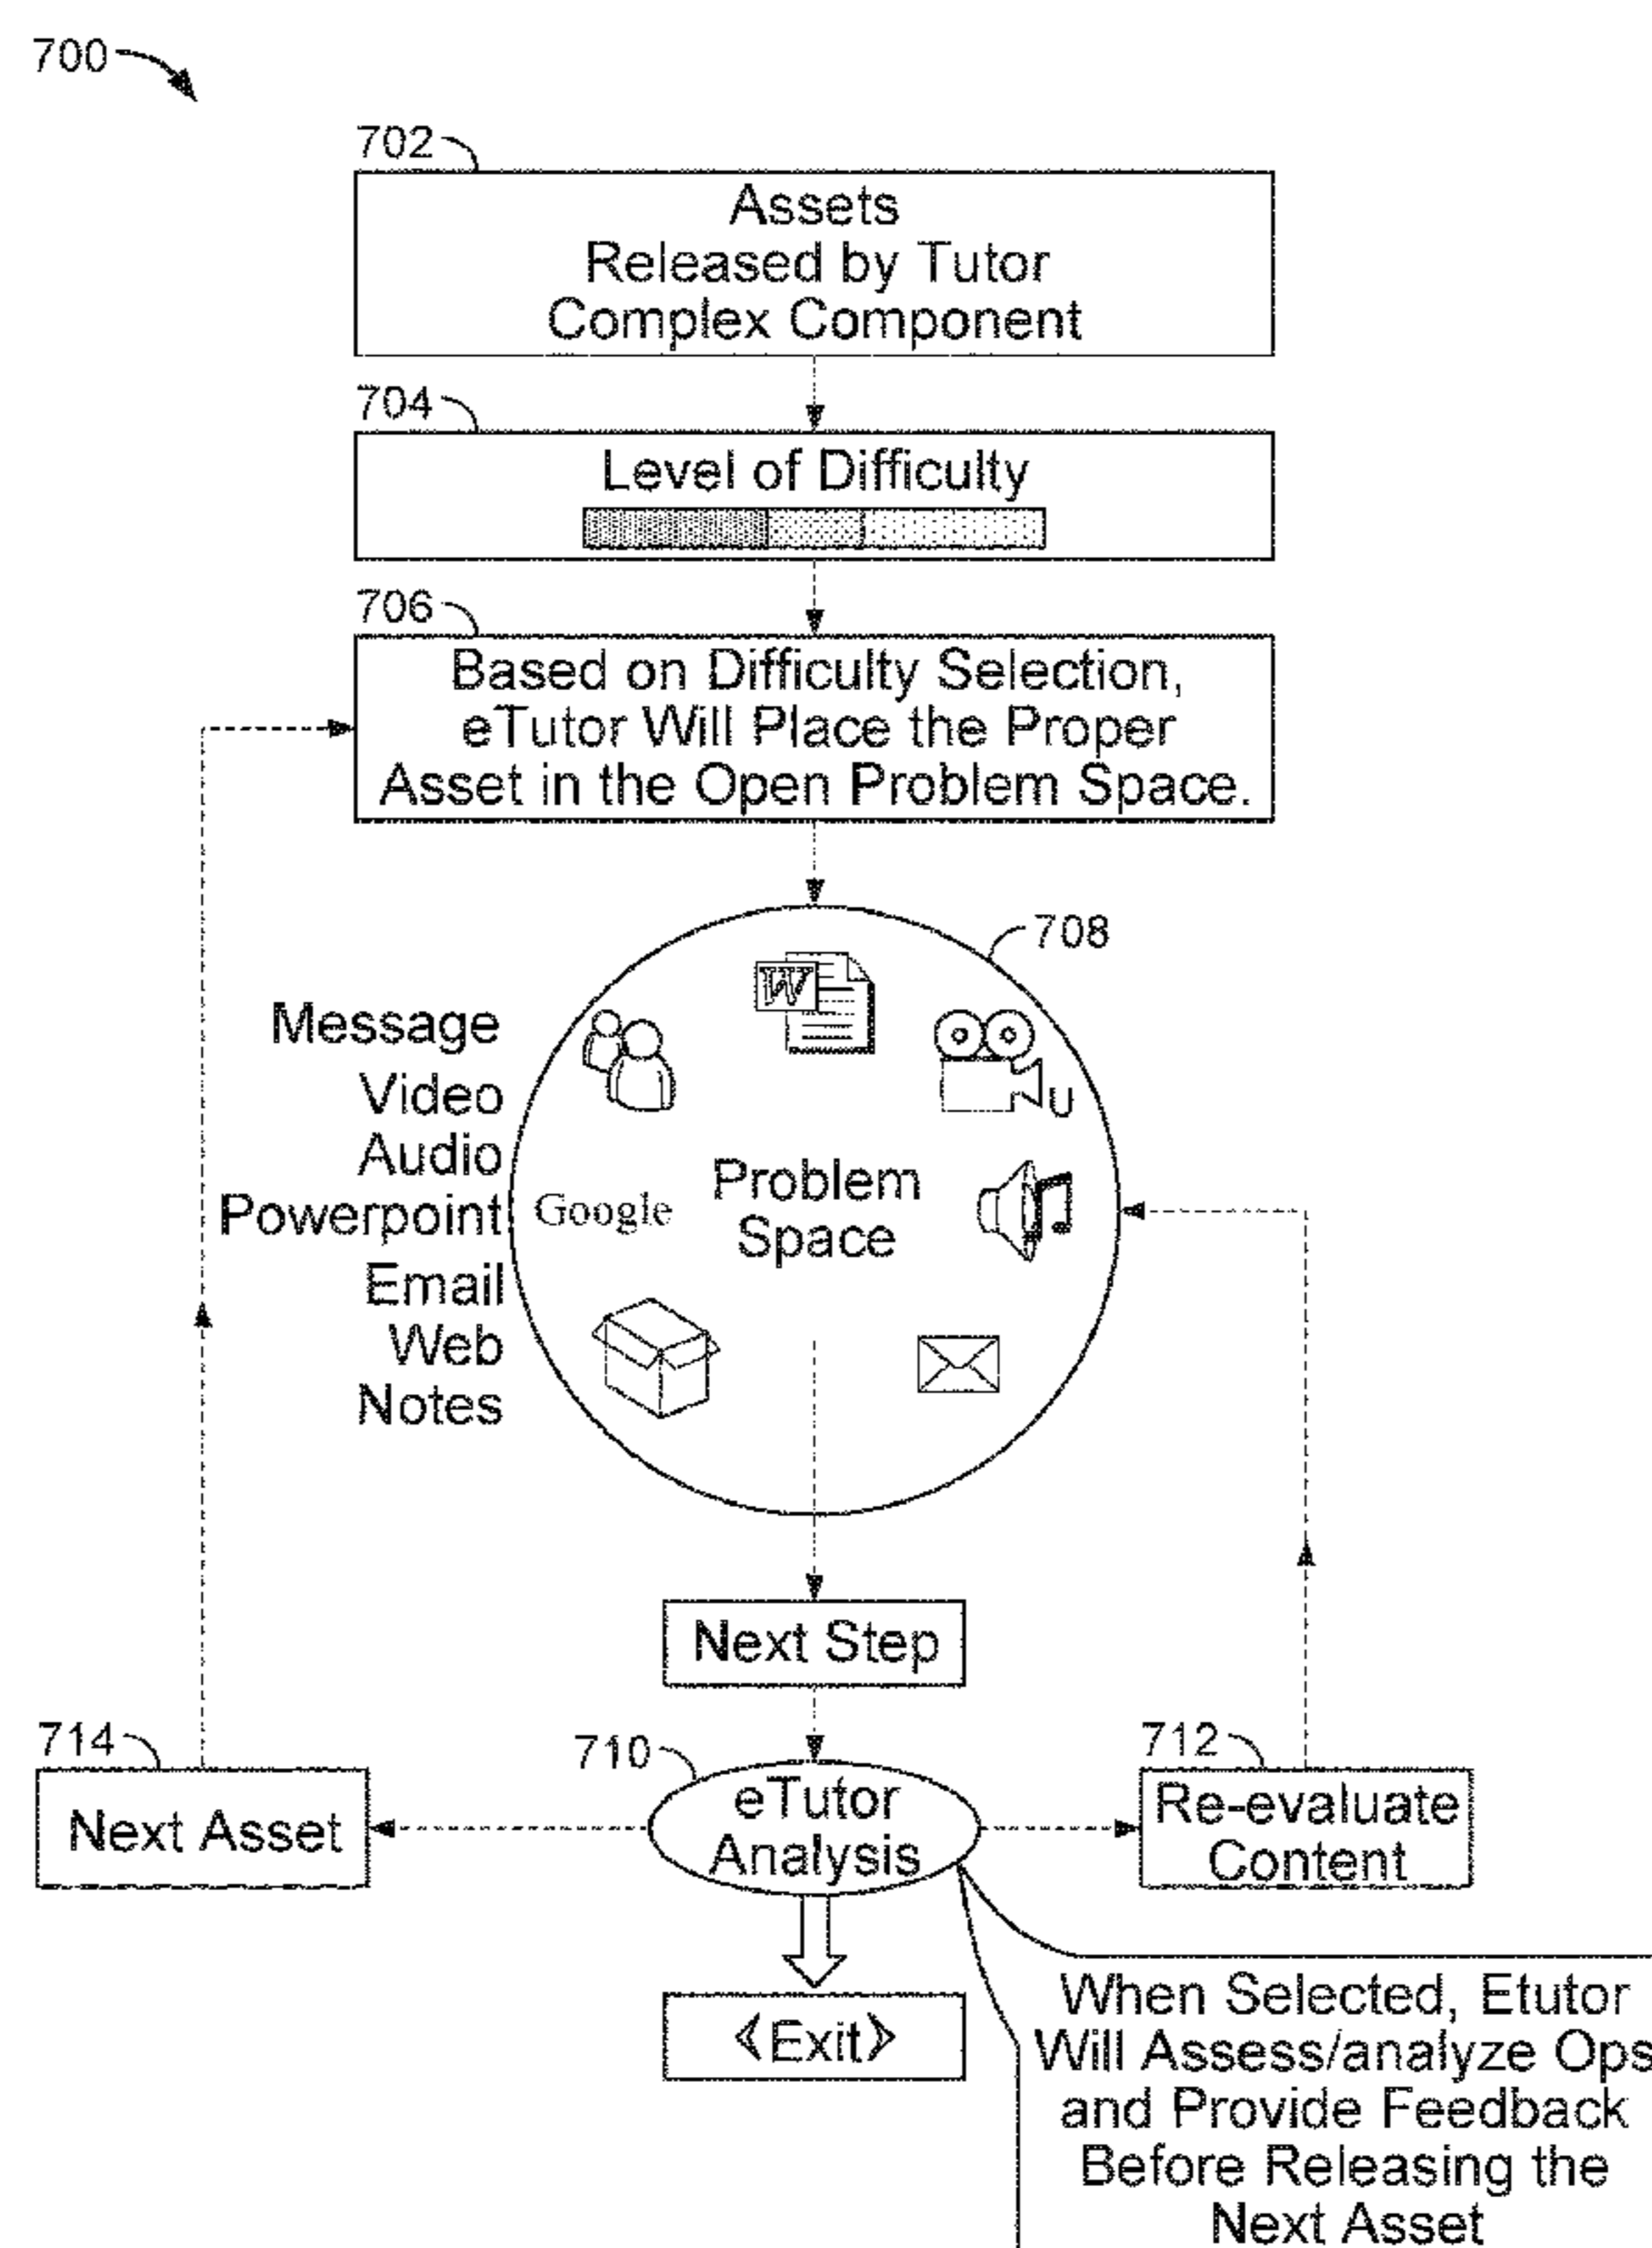 700
702
Assets
Released by Tutor
Complex Component
704
Level of Difficulty
706
Based on Difficulty Selection,
eTutor Will Place the Proper
Asset in the Open Problem Space.
708
W
U
Message
Video
Audio
Powerpoint
Email
Web
Notes
Google
Problem
Space
Next Step
714
Next Asset
710
eTutor
Analysis
712
Re-evaluate
Content
<Exit>
When Selected, Etutor
Will Assess/analyze Ops
and Provide Feedback
Before Releasing the
Next Asset